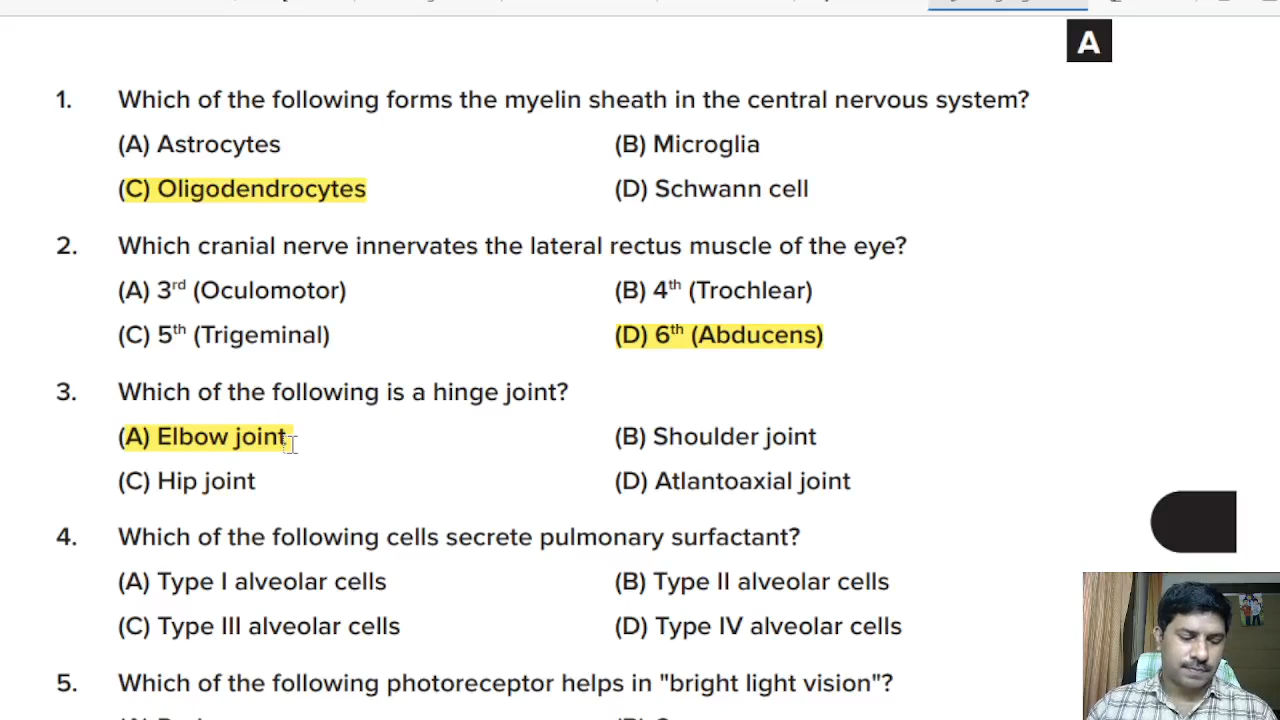 A
1. Which of the following forms the myelin sheath in the central nervous system?
(A) Astrocytes (B) Microglia
(C) Oligodendrocytes (D) Schwann cell
2. Which cranial nerve innervates the lateral rectus muscle of the eye?
(A) 3rd (Oculomotor) (B) 4th (Trochlear)
(C) 5th (Trigeminal) (D) 6th (Abducens)
3. Which of the following is a hinge joint?
(A) Elbow joint (B) Shoulder joint
(C) Hip joint (D) Atlantoaxial joint
4. Which of the following cells secrete pulmonary surfactant?
(A) Type I alveolar cells (B) Type II alveolar cells
(C) Type III alveolar cells (D) Type IV alveolar cells
5. Which of the following photoreceptor helps in "bright light vision"?